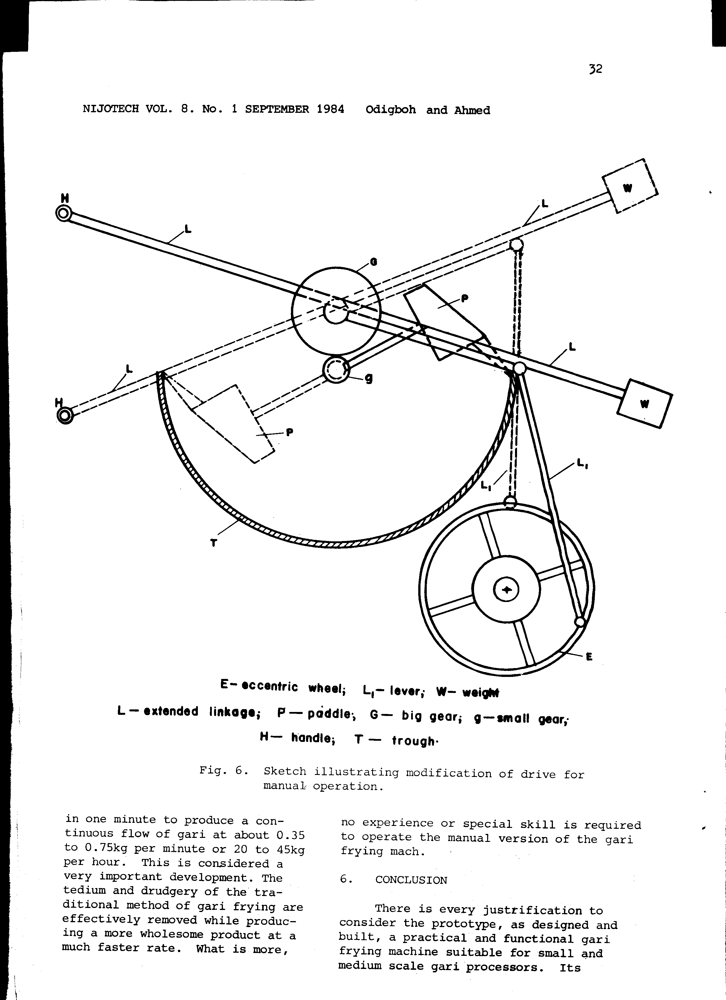 32
NIJOTECH VOL. 8. No. 1 SEPTEMBER 1984 Odigboh and Ahmed
W
H
L
L
G
P
L
L
g
H
W
P
L₁
L₁
T
E
E– eccentric wheel; L₁– lever; W– weight
L – extended linkage; P — paddle; G — big gear; g—small gear;
H— handle; T — trough.
Fig. 6. Sketch illustrating modification of drive for
manual operation.
in one minute to produce a con-
tinuous flow of gari at about 0.35
to 0.75kg per minute or 20 to 45kg
per hour. This is considered a
very important development. The
tedium and drudgery of the tra-
ditional method of gari frying are
effectively removed while produc-
ing a more wholesome product at a
much faster rate. What is more,
no experience or special skill is required
to operate the manual version of the gari
frying mach.
6. CONCLUSION
There is every justrification to
consider the prototype, as designed and
built, a practical and functional gari
frying machine suitable for small and
medium scale gari processors. Its